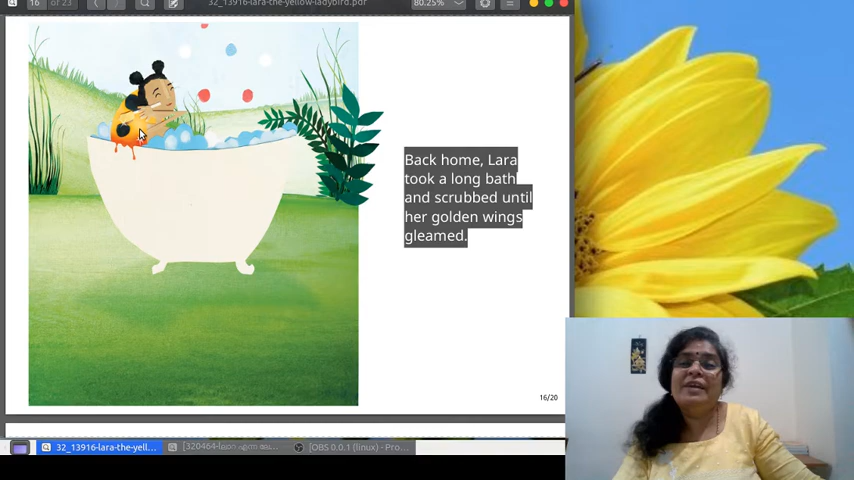 16 of 23
32_13916-lara-the-yellow-ladybird.pdf
80.25%
Back home, Lara
took a long bath
and scrubbed until
her golden wings
gleamed.
16/20
32_13916-lara-the-yell...
[OBS 0.0.1 (linux) - Pro...